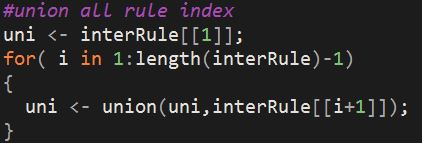 #union all rule index
uni <- interRule[[1]];
for( i in 1:length(interRule)-1)
{
  uni <- union(uni,interRule[[i+1]]);
}